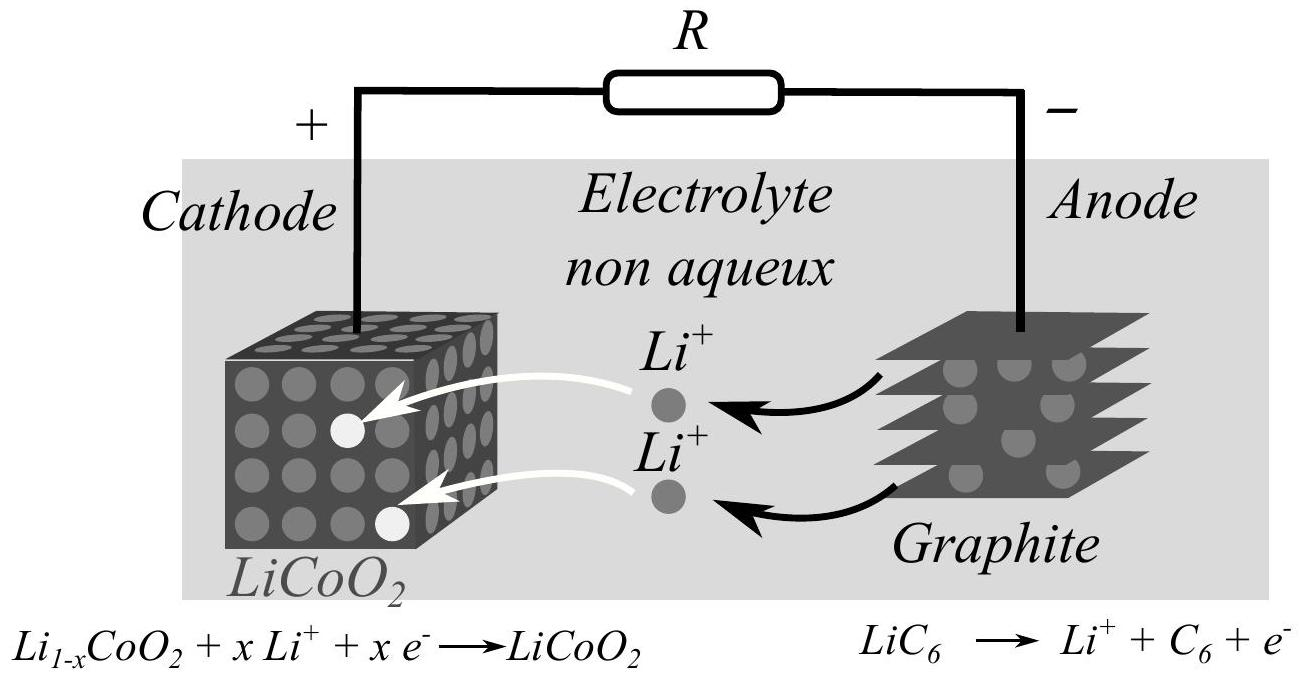 R
+
−
Cathode
Electrolyte
non aqueux
Anode
Li⁺
Li⁺
Graphite
LiCoO₂
Li₁₋ₓCoO₂ + x Li⁺ + x e⁻ ⟶ LiCoO₂
LiC₆ ⟶ Li⁺ + C₆ + e⁻